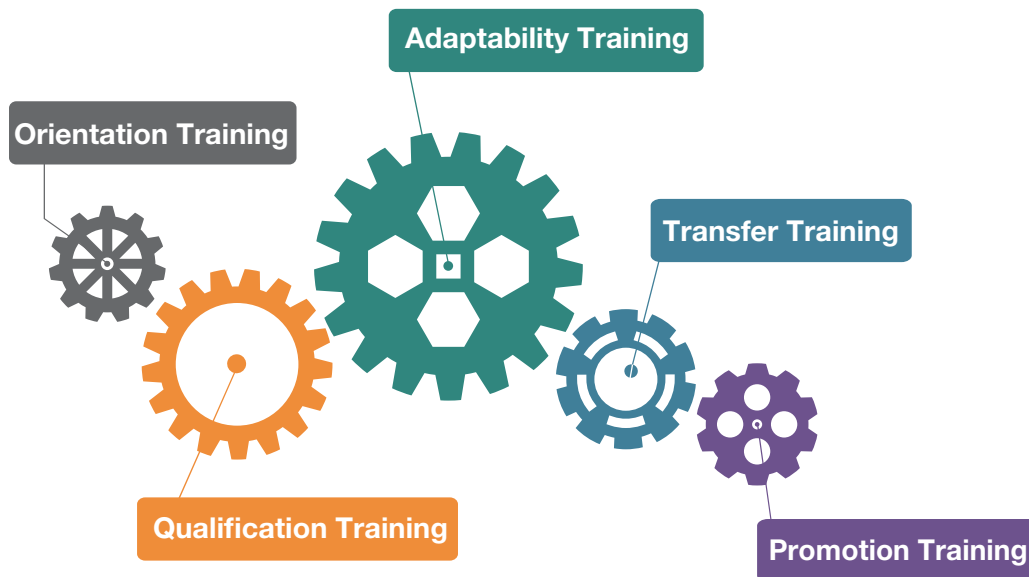 Adaptability Training
Orientation Training
Transfer Training
Qualification Training
Promotion Training